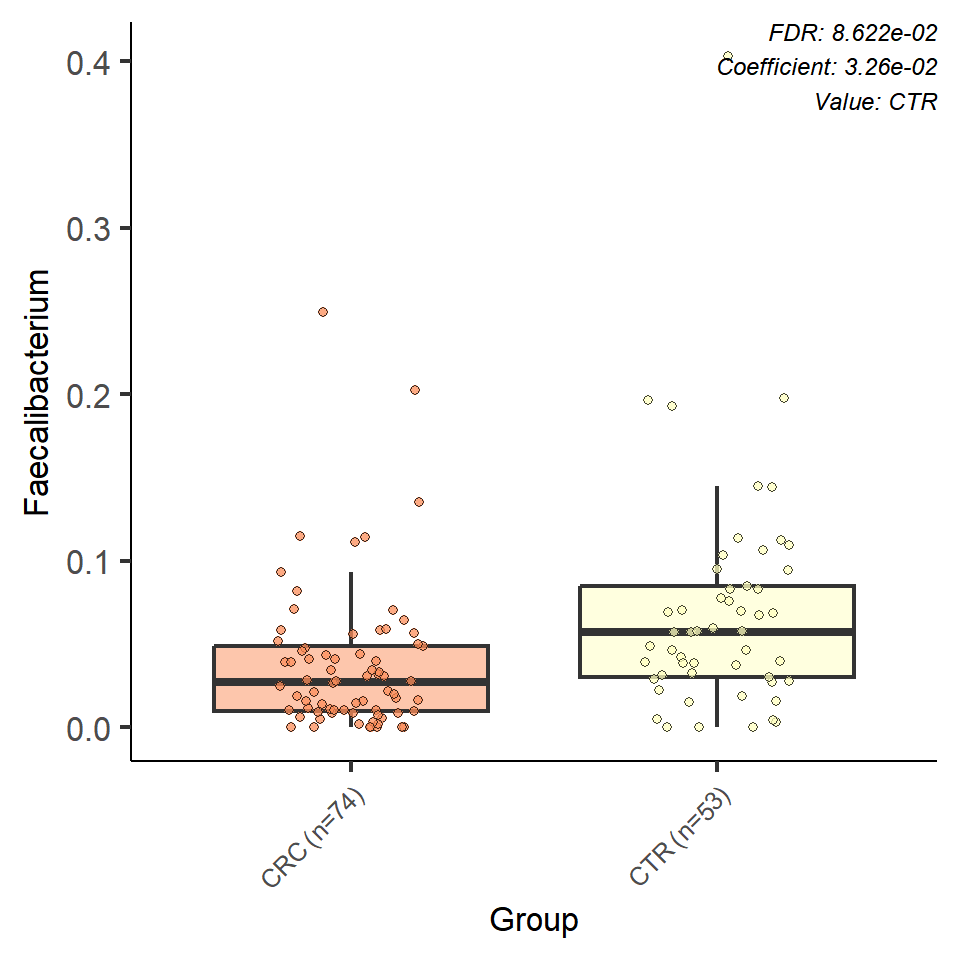 FDR: 8.622e-02
Coefficient: 3.26e-02
Value: CTR
0.4
0.3
0.2
0.1
0.0
Faecalibacterium
CRC (n=74)
CTR (n=53)
Group